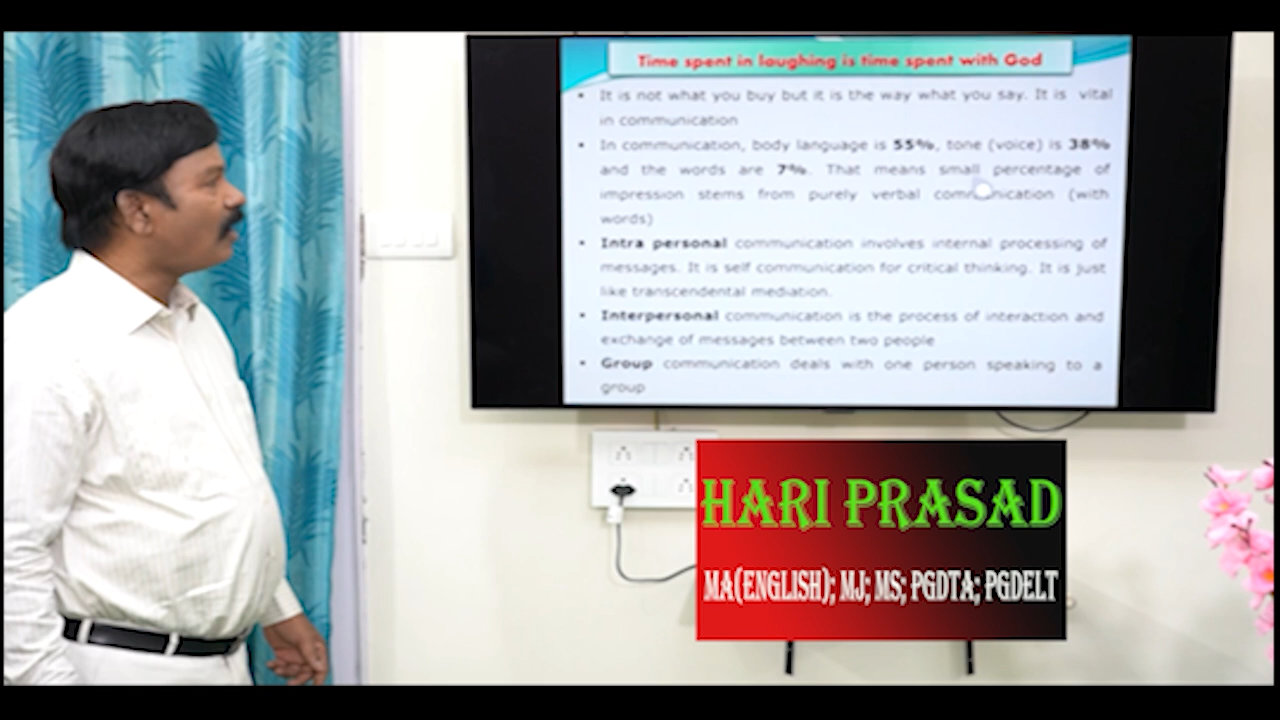 Time spent in laughing is time spent with God
• It is not what you buy but it is the way what you say. It is vital
in communication
• In communication, body language is 55%, tone (voice) is 38%
and the words are 7%. That means small percentage of
impression stems from purely verbal communication (with
words)
• Intra personal communication involves internal processing of
messages. It is self communication for critical thinking. It is just
like transcendental mediation.
• Interpersonal communication is the process of interaction and
exchange of messages between two people
• Group communication deals with one person speaking to a
group
HARI PRASAD
MA(ENGLISH); MJ; MS; PGDTA; PGDELT